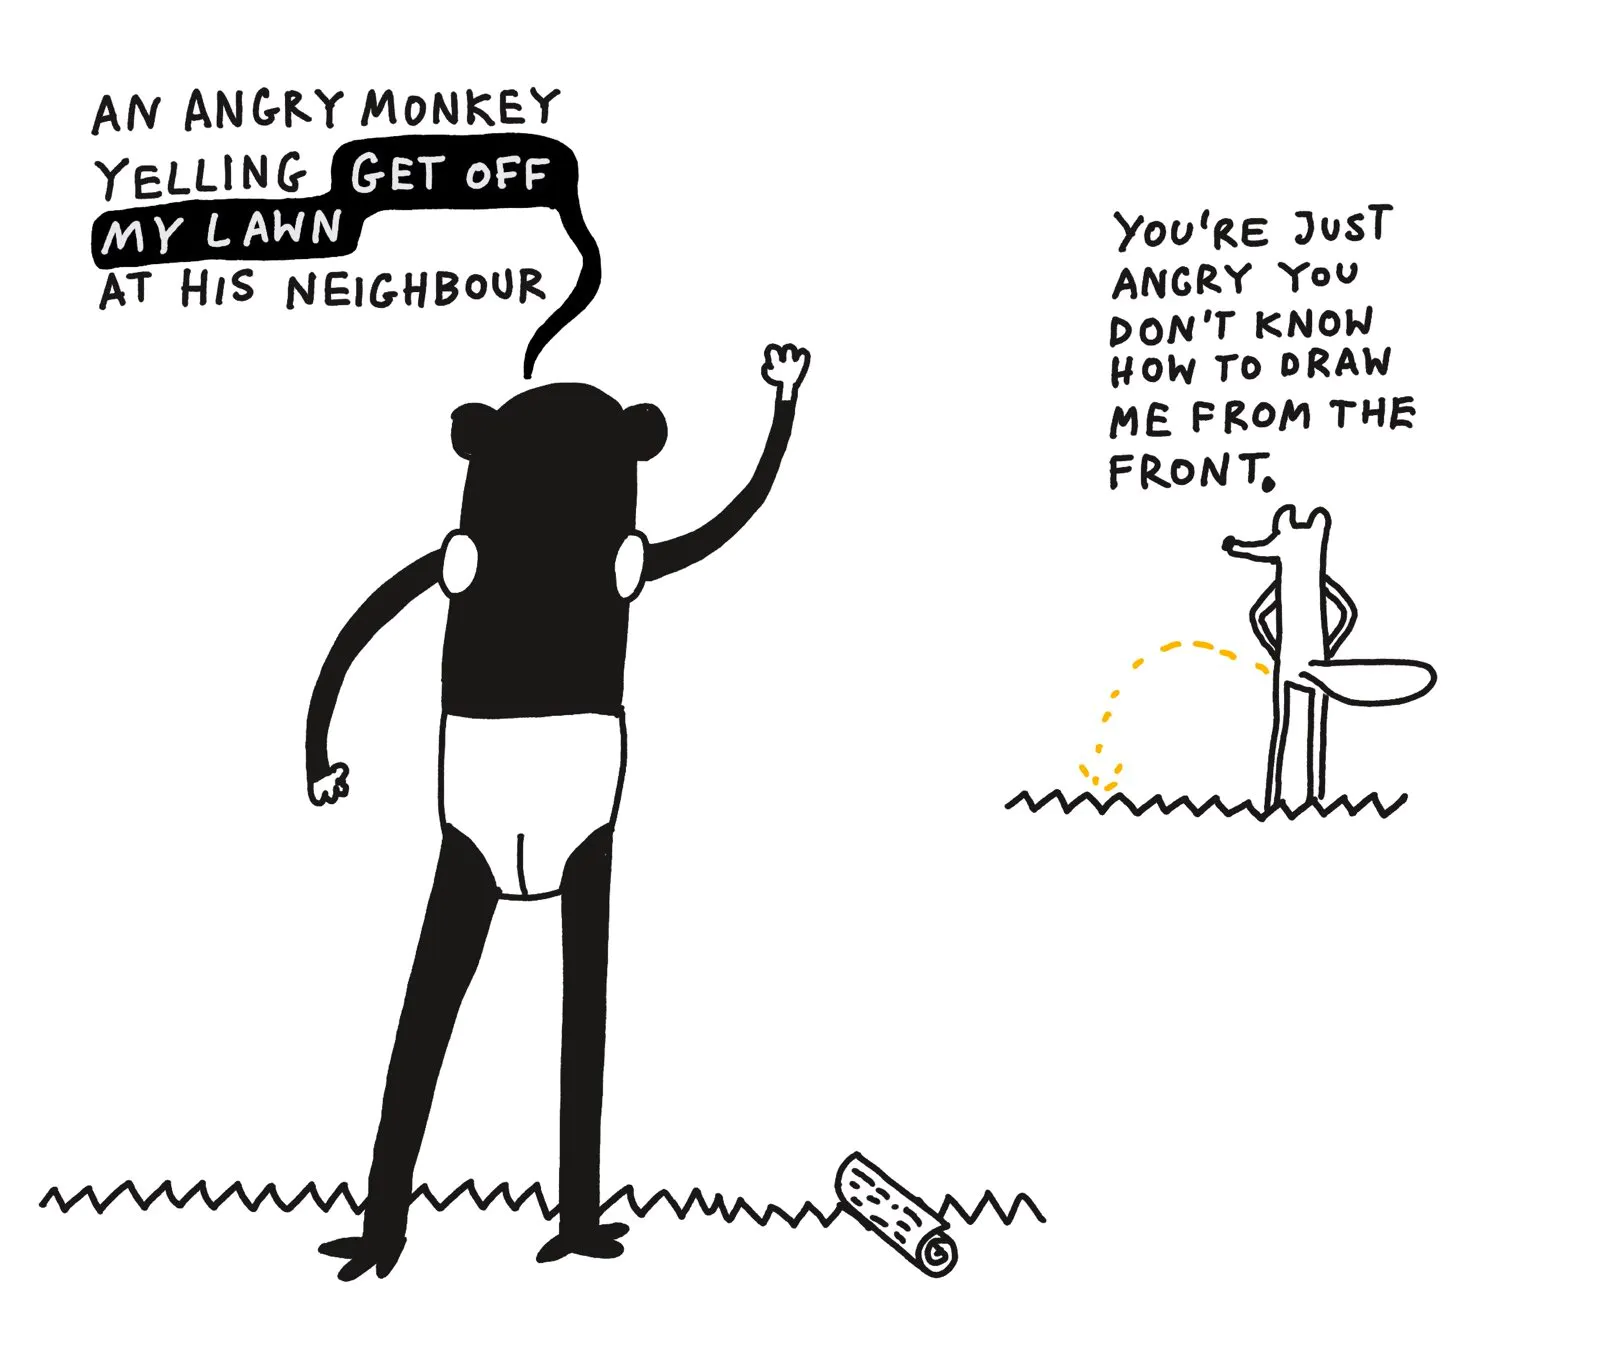 AN ANGRY MONKEY
YELLING GET OFF
MY LAWN
AT HIS NEIGHBOUR
YOU'RE JUST
ANGRY YOU
DON'T KNOW
HOW TO DRAW
ME FROM THE
FRONT.